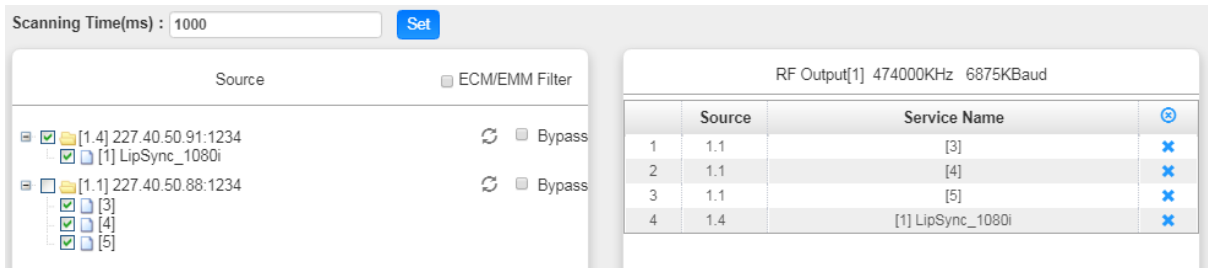 Scanning Time(ms) : 1000 Set
Source ECM/EMM Filter
[1.4] 227.40.50.91:1234 Bypass
[1] LipSync_1080i
[1.1] 227.40.50.88:1234 Bypass
[3]
[4]
[5]
RF Output[1] 474000KHz 6875KBaud
Source Service Name
1 1.1 [3]
2 1.1 [4]
3 1.1 [5]
4 1.4 [1] LipSync_1080i